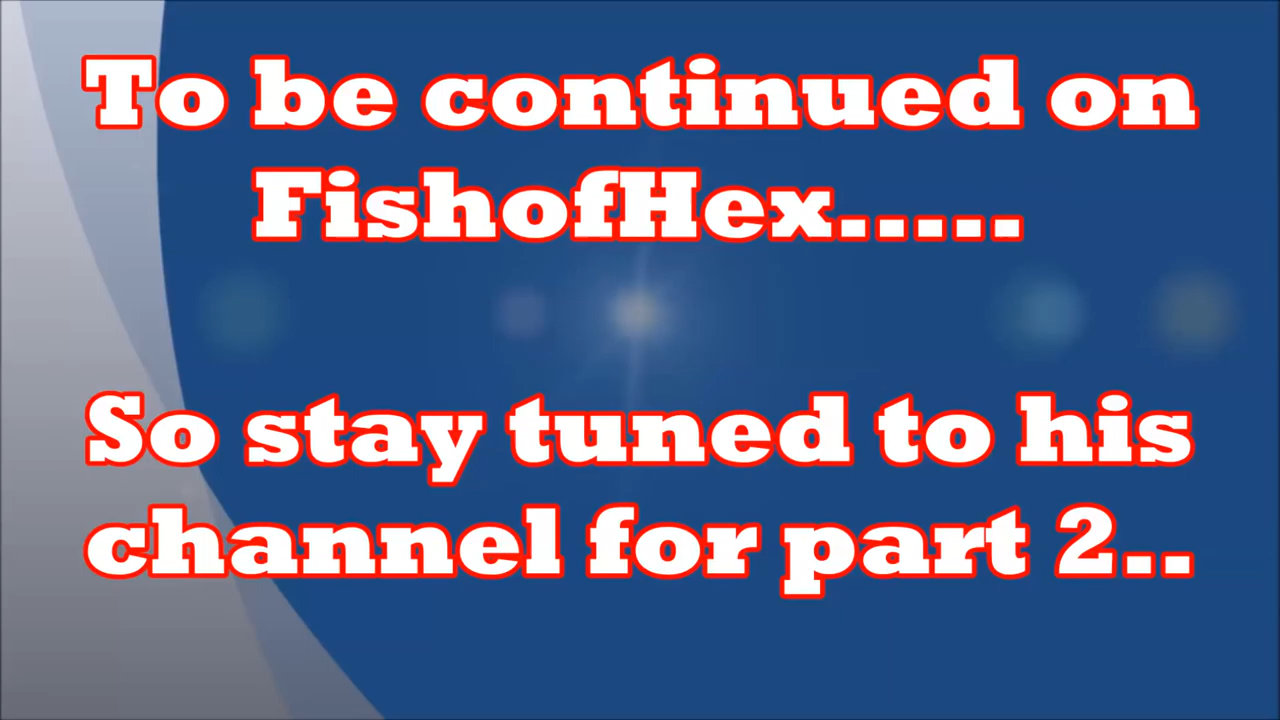 To be continued on
FishofHex.....
So stay tuned to his
channel for part 2..